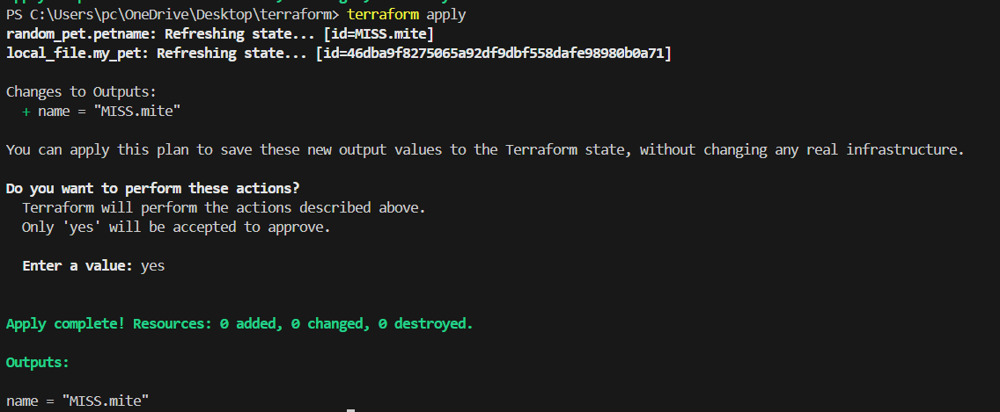 PS C:\Users\pc\OneDrive\Desktop\terraform> terraform apply
random_pet.petname: Refreshing state... [id=MISS.mite]
local_file.my_pet: Refreshing state... [id=46dba9f8275065a92df9dbf558dafe98980b0a71]
Changes to Outputs:
+ name = "MISS.mite"
You can apply this plan to save these new output values to the Terraform state, without changing any real infrastructure.
Do you want to perform these actions?
Terraform will perform the actions described above.
Only 'yes' will be accepted to approve.
Enter a value: yes
Apply complete! Resources: 0 added, 0 changed, 0 destroyed.
Outputs:
name = "MISS.mite"